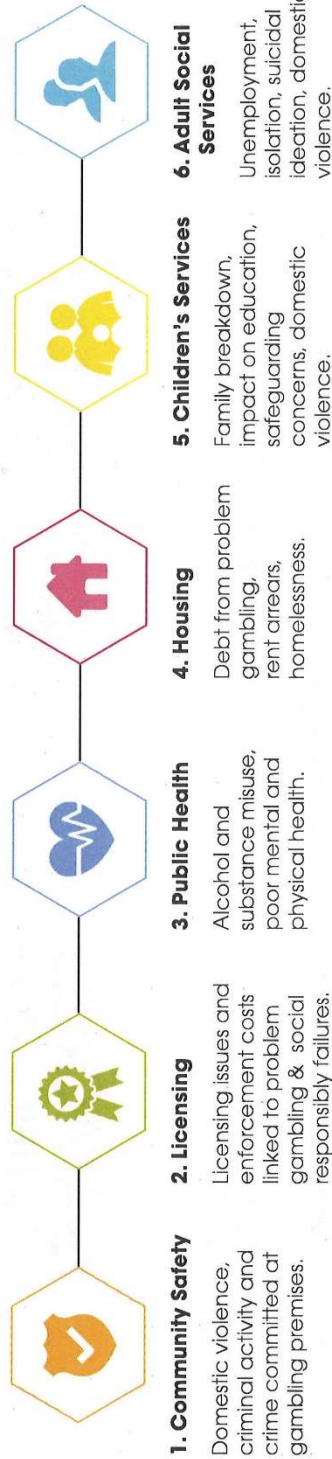 1. Community Safety
Domestic violence,
criminal activity and
crime committed at
gambling premises.
2. Licensing
Licensing issues and
enforcement costs
linked to problem
gambling & social
responsibly failures.
3. Public Health
Alcohol and
substance misuse,
poor mental and
physical health.
4. Housing
Debt from problem
gambling,
rent arrears,
homelessness.
5. Children's Services
Family breakdown,
impact on education,
safeguarding
concerns, domestic
violence.
6. Adult Social
Services
Unemployment,
isolation, suicidal
ideation, domestic
violence.